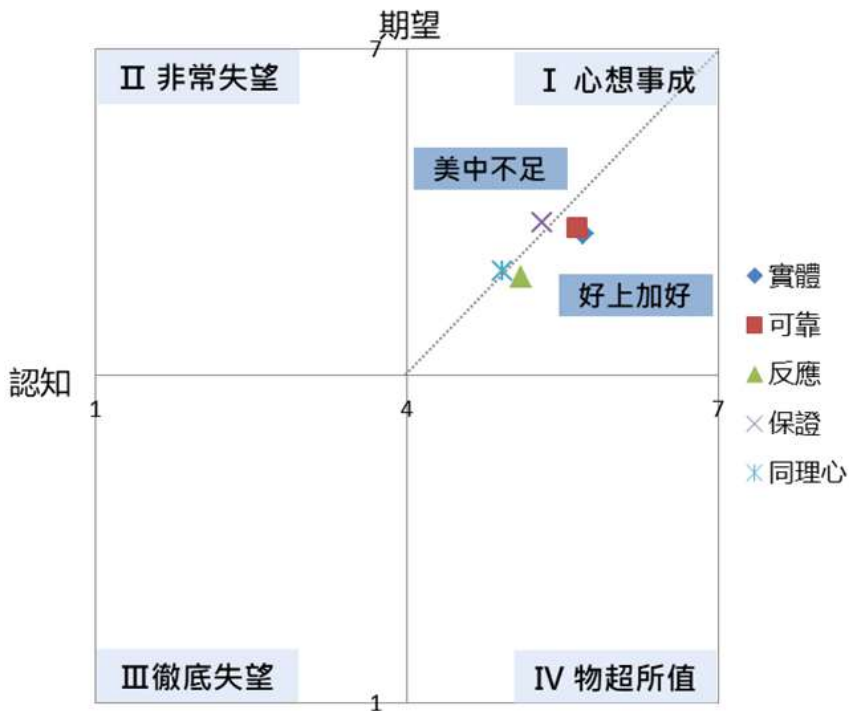 期望
7
II 非常失望
I 心想事成
美中不足
好上加好
認知
1
4
7
實體
可靠
反應
保證
同理心
III徹底失望
IV 物超所值
1